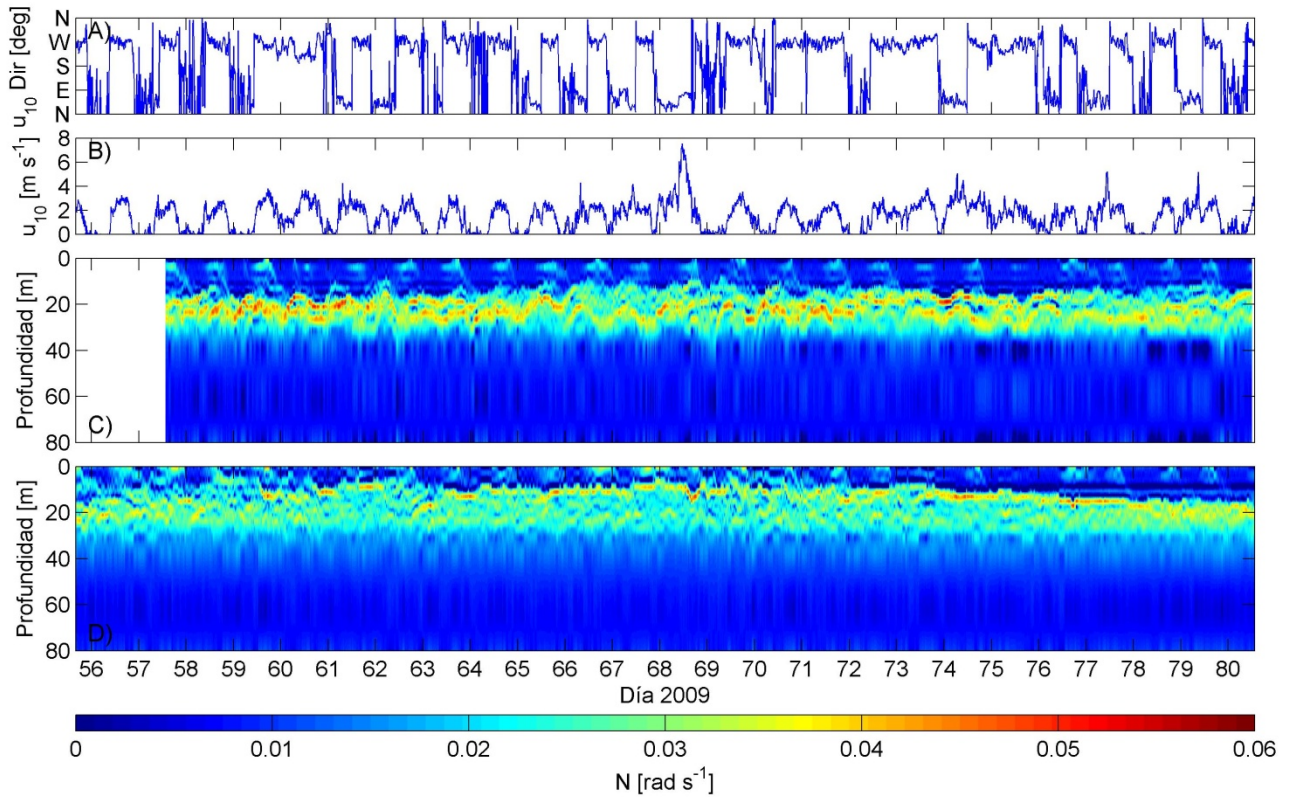 A)
N
W
S
E
N
u10 Dir [deg]
B)
8
6
4
2
0
u10 [m s-1]
0
20
40
60
80
Profundidad [m]
C)
0
20
40
60
80
Profundidad [m]
D)
56 57 58 59 60 61 62 63 64 65 66 67 68 69 70 71 72 73 74 75 76 77 78 79 80
Día 2009
0 0.01 0.02 0.03 0.04 0.05 0.06
N [rad s-1]